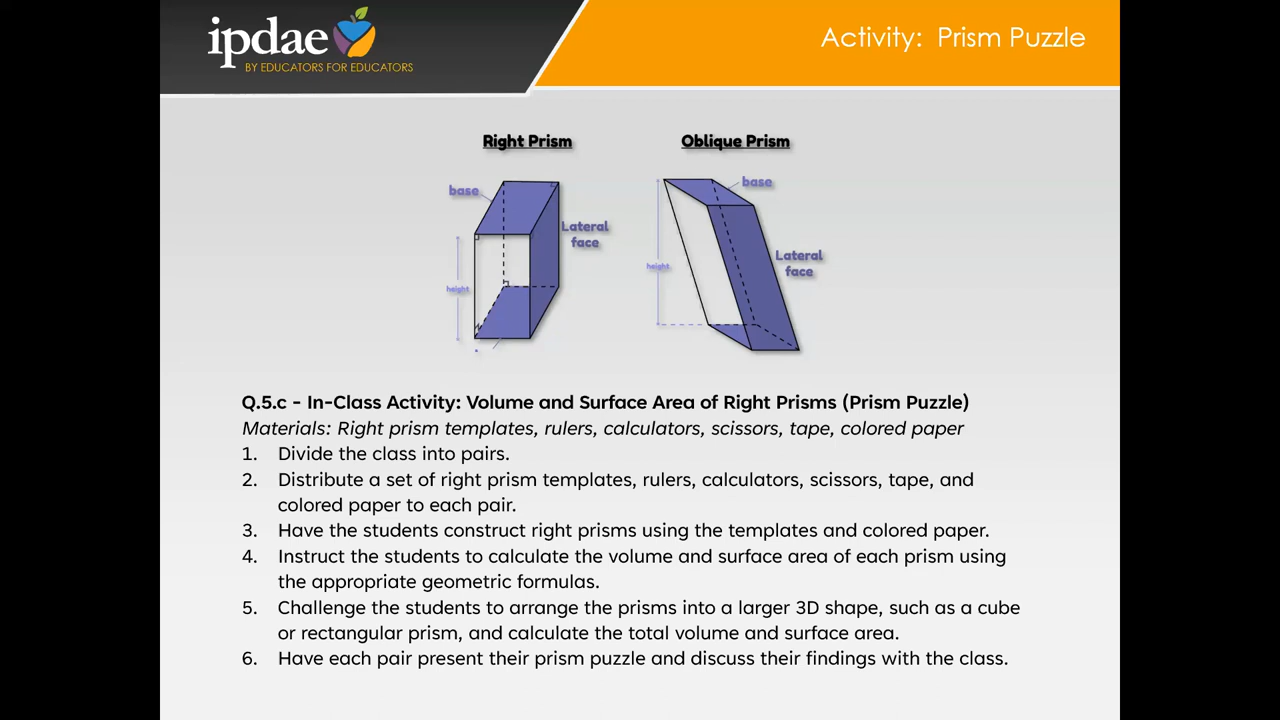 ipdae
BY EDUCATORS FOR EDUCATORS
Activity: Prism Puzzle
Right Prism
Oblique Prism
base
Lateral
face
height
base
Lateral
face
height
Q.5.c - In-Class Activity: Volume and Surface Area of Right Prisms (Prism Puzzle)
Materials: Right prism templates, rulers, calculators, scissors, tape, colored paper
1. Divide the class into pairs.
2. Distribute a set of right prism templates, rulers, calculators, scissors, tape, and
colored paper to each pair.
3. Have the students construct right prisms using the templates and colored paper.
4. Instruct the students to calculate the volume and surface area of each prism using
the appropriate geometric formulas.
5. Challenge the students to arrange the prisms into a larger 3D shape, such as a cube
or rectangular prism, and calculate the total volume and surface area.
6. Have each pair present their prism puzzle and discuss their findings with the class.